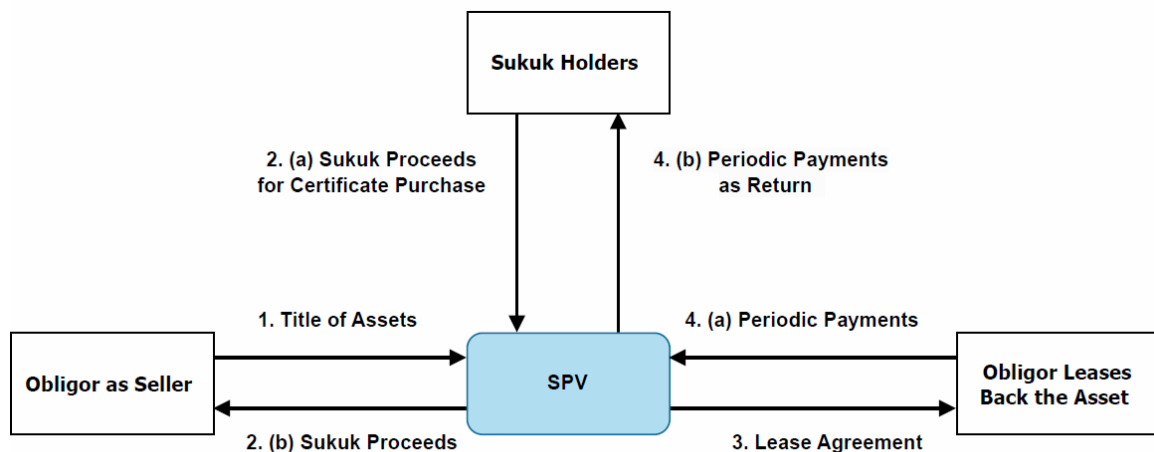 Sukuk Holders
2. (a) Sukuk Proceeds
for Certificate Purchase
4. (b) Periodic Payments
as Return
1. Title of Assets
4. (a) Periodic Payments
Obligor as Seller
SPV
Obligor Leases
Back the Asset
2. (b) Sukuk Proceeds
3. Lease Agreement